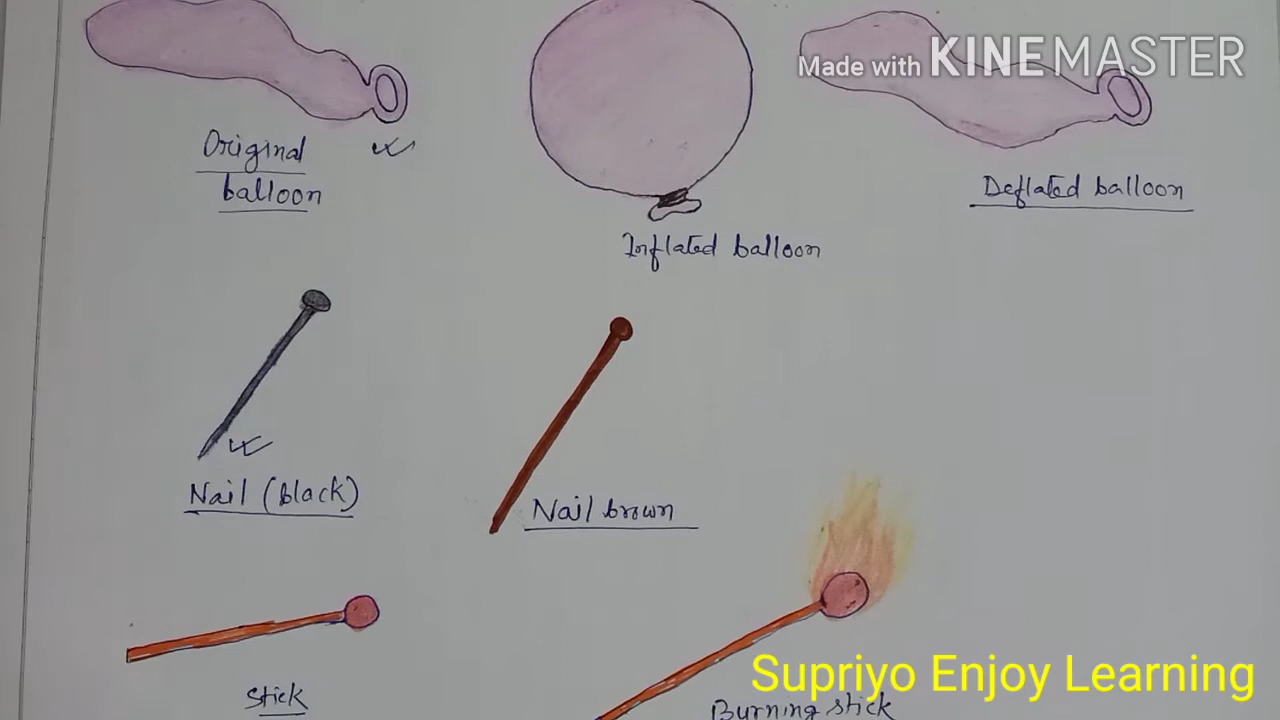 Made with KINEMASTER
Original
balloon
Inflated balloon
Deflated balloon
Nail (black)
Nail brown
Stick
Burning stick
Supriyo Enjoy Learning